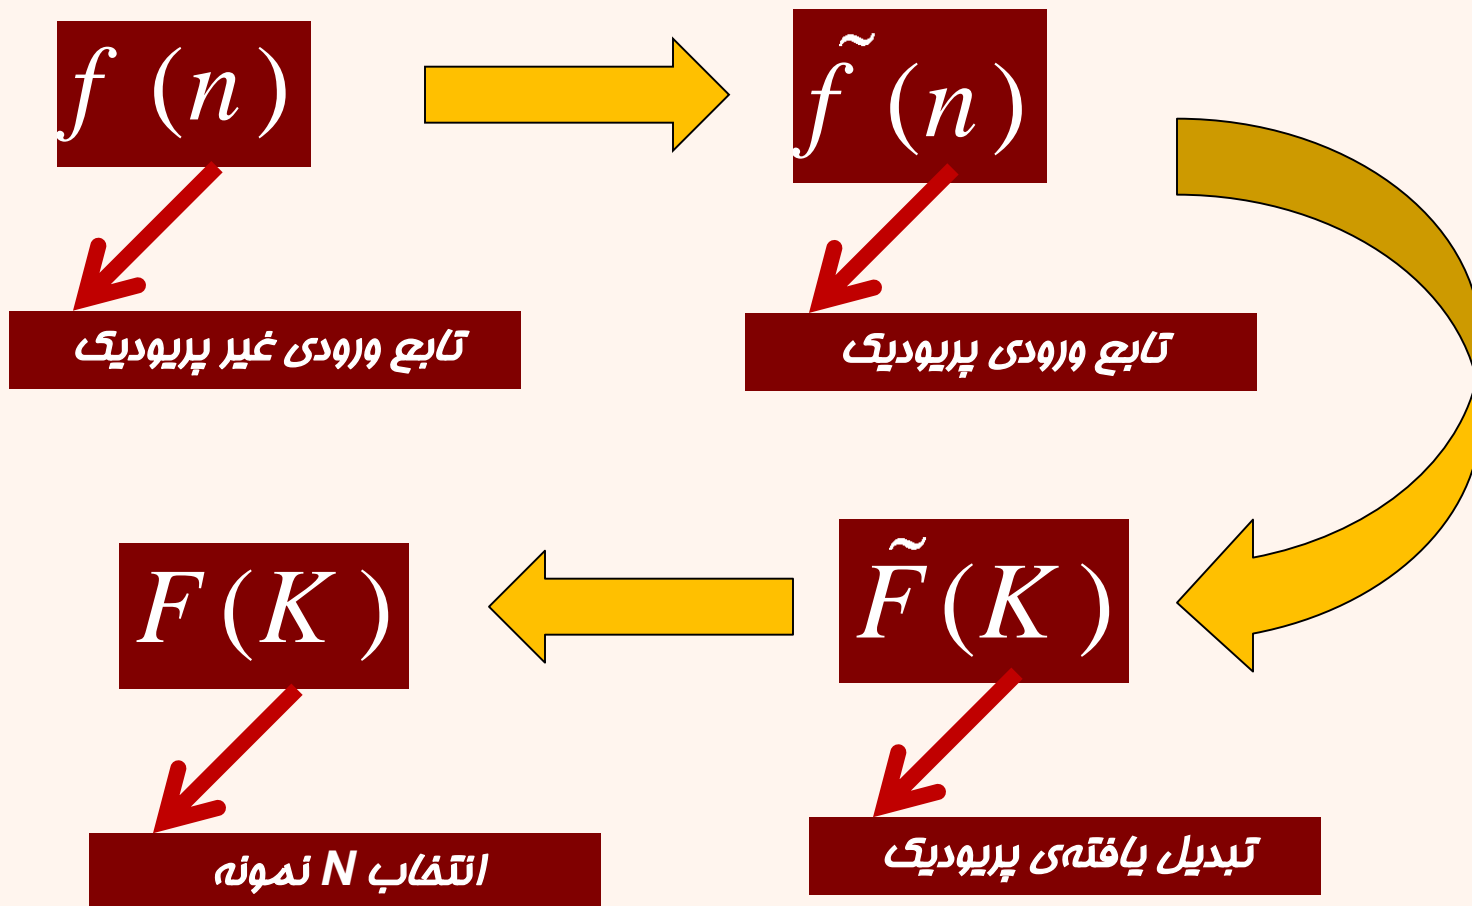 f (n)
f̃ (n)
تابع ورودی غیر پریودیک
تابع ورودی پریودیک
F̃(K)
F(K)
تبدیل یافته‌ی پریودیک
انتخاب N نمونه